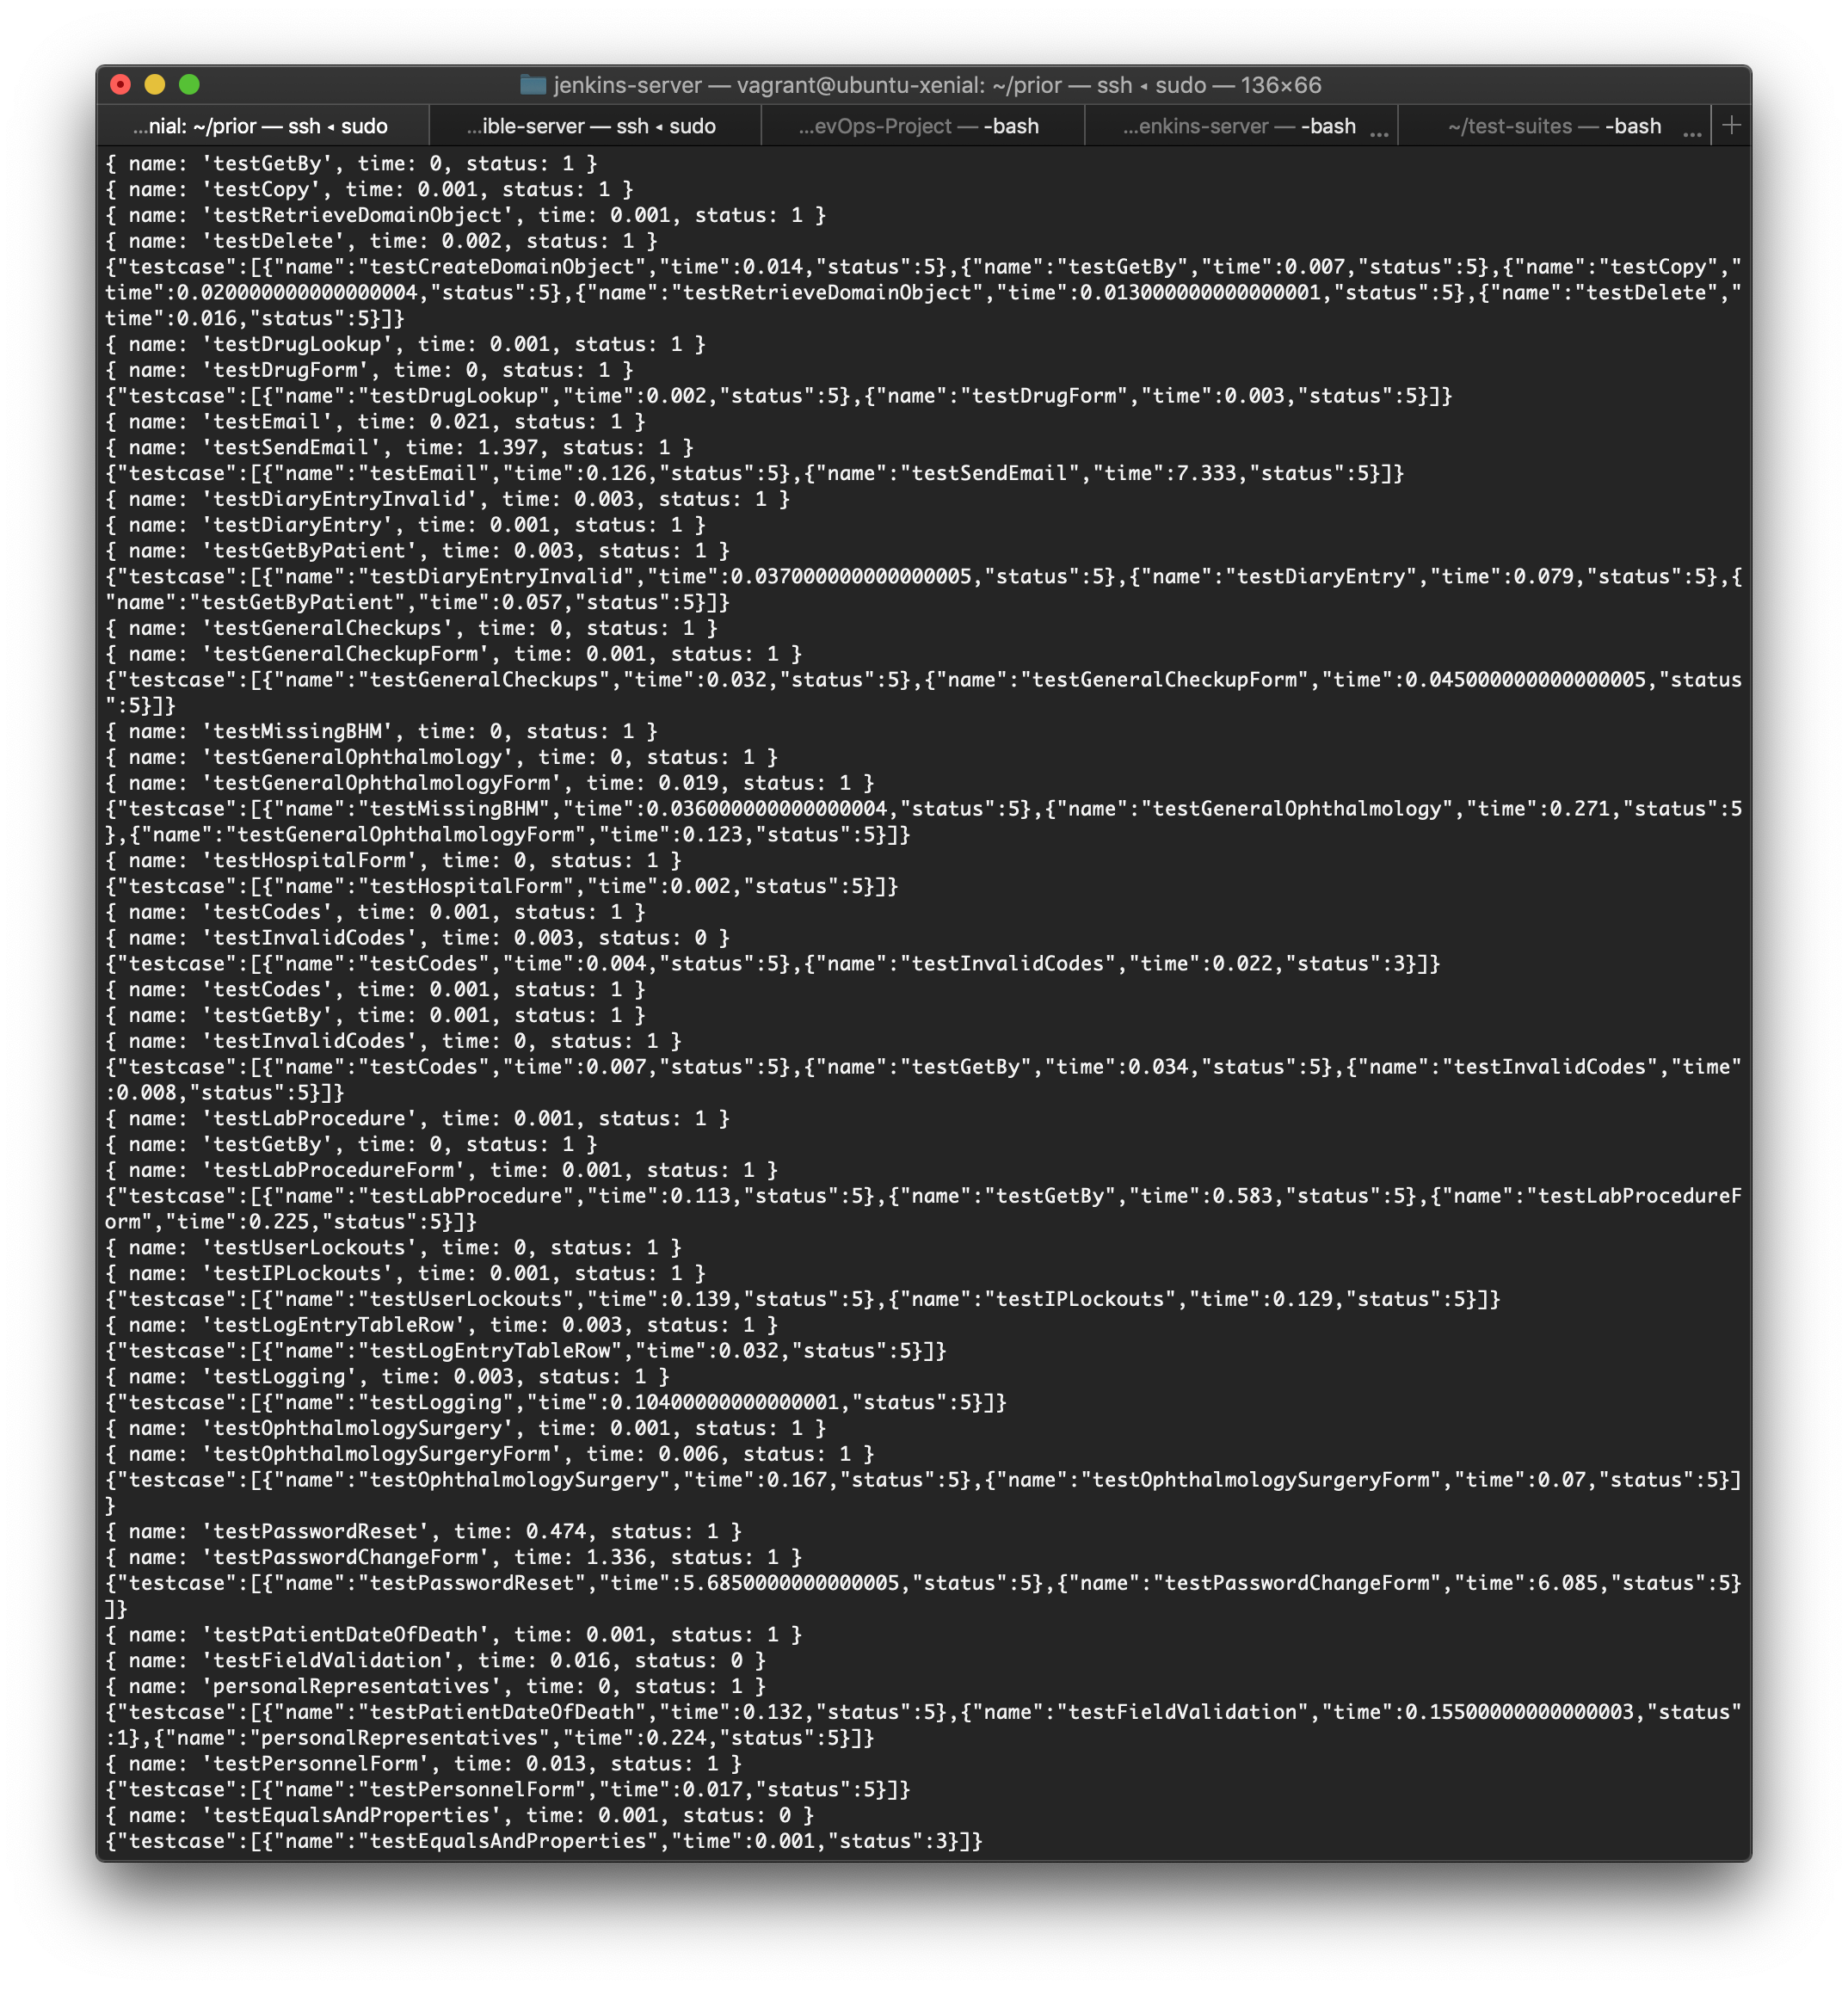 jenkins-server — vagrant@ubuntu-xenial: ~/prior — ssh ◂ sudo — 136×66
...nial: ~/prior — ssh ◂ sudo
...ible-server — ssh ◂ sudo
...evOps-Project — -bash
...enkins-server — -bash ...
~/test-suites — -bash ...
{ name: 'testGetBy', time: 0, status: 1 }
{ name: 'testCopy', time: 0.001, status: 1 }
{ name: 'testRetrieveDomainObject', time: 0.001, status: 1 }
{ name: 'testDelete', time: 0.002, status: 1 }
{"testcase":[{"name":"testCreateDomainObject","time":0.014,"status":5},{"name":"testGetBy","time":0.007,"status":5},{"name":"testCopy","
time":0.020000000000000004,"status":5},{"name":"testRetrieveDomainObject","time":0.013000000000000001,"status":5},{"name":"testDelete","
time":0.016,"status":5}]}
{ name: 'testDrugLookup', time: 0.001, status: 1 }
{ name: 'testDrugForm', time: 0, status: 1 }
{"testcase":[{"name":"testDrugLookup","time":0.002,"status":5},{"name":"testDrugForm","time":0.003,"status":5}]}
{ name: 'testEmail', time: 0.021, status: 1 }
{ name: 'testSendEmail', time: 1.397, status: 1 }
{"testcase":[{"name":"testEmail","time":0.126,"status":5},{"name":"testSendEmail","time":7.333,"status":5}]}
{ name: 'testDiaryEntryInvalid', time: 0.003, status: 1 }
{ name: 'testDiaryEntry', time: 0.001, status: 1 }
{ name: 'testGetByPatient', time: 0.003, status: 1 }
{"testcase":[{"name":"testDiaryEntryInvalid","time":0.037000000000000005,"status":5},{"name":"testDiaryEntry","time":0.079,"status":5},{
"name":"testGetByPatient","time":0.057,"status":5}]}
{ name: 'testGeneralCheckups', time: 0, status: 1 }
{ name: 'testGeneralCheckupForm', time: 0.001, status: 1 }
{"testcase":[{"name":"testGeneralCheckups","time":0.032,"status":5},{"name":"testGeneralCheckupForm","time":0.045000000000000005,"status
":5}]}
{ name: 'testMissingBHM', time: 0, status: 1 }
{ name: 'testGeneralOphthalmology', time: 0, status: 1 }
{ name: 'testGeneralOphthalmologyForm', time: 0.019, status: 1 }
{"testcase":[{"name":"testMissingBHM","time":0.036000000000000004,"status":5},{"name":"testGeneralOphthalmology","time":0.271,"status":5
},{"name":"testGeneralOphthalmologyForm","time":0.123,"status":5}]}
{ name: 'testHospitalForm', time: 0, status: 1 }
{"testcase":[{"name":"testHospitalForm","time":0.002,"status":5}]}
{ name: 'testCodes', time: 0.001, status: 1 }
{ name: 'testInvalidCodes', time: 0.003, status: 0 }
{"testcase":[{"name":"testCodes","time":0.004,"status":5},{"name":"testInvalidCodes","time":0.022,"status":3}]}
{ name: 'testCodes', time: 0.001, status: 1 }
{ name: 'testGetBy', time: 0.001, status: 1 }
{ name: 'testInvalidCodes', time: 0, status: 1 }
{"testcase":[{"name":"testCodes","time":0.007,"status":5},{"name":"testGetBy","time":0.034,"status":5},{"name":"testInvalidCodes","time"
:0.008,"status":5}]}
{ name: 'testLabProcedure', time: 0.001, status: 1 }
{ name: 'testGetBy', time: 0, status: 1 }
{ name: 'testLabProcedureForm', time: 0.001, status: 1 }
{"testcase":[{"name":"testLabProcedure","time":0.113,"status":5},{"name":"testGetBy","time":0.583,"status":5},{"name":"testLabProcedureF
orm","time":0.225,"status":5}]}
{ name: 'testUserLockouts', time: 0, status: 1 }
{ name: 'testIPLockouts', time: 0.001, status: 1 }
{"testcase":[{"name":"testUserLockouts","time":0.139,"status":5},{"name":"testIPLockouts","time":0.129,"status":5}]}
{ name: 'testLogEntryTableRow', time: 0.003, status: 1 }
{"testcase":[{"name":"testLogEntryTableRow","time":0.032,"status":5}]}
{ name: 'testLogging', time: 0.003, status: 1 }
{"testcase":[{"name":"testLogging","time":0.10400000000000001,"status":5}]}
{ name: 'testOphthalmologySurgery', time: 0.001, status: 1 }
{ name: 'testOphthalmologySurgeryForm', time: 0.006, status: 1 }
{"testcase":[{"name":"testOphthalmologySurgery","time":0.167,"status":5},{"name":"testOphthalmologySurgeryForm","time":0.07,"status":5}]
}
{ name: 'testPasswordReset', time: 0.474, status: 1 }
{ name: 'testPasswordChangeForm', time: 1.336, status: 1 }
{"testcase":[{"name":"testPasswordReset","time":5.6850000000000005,"status":5},{"name":"testPasswordChangeForm","time":6.085,"status":5}
]}
{ name: 'testPatientDateOfDeath', time: 0.001, status: 1 }
{ name: 'testFieldValidation', time: 0.016, status: 0 }
{ name: 'personalRepresentatives', time: 0, status: 1 }
{"testcase":[{"name":"testPatientDateOfDeath","time":0.132,"status":5},{"name":"testFieldValidation","time":0.15500000000000003,"status"
:1},{"name":"personalRepresentatives","time":0.224,"status":5}]}
{ name: 'testPersonnelForm', time: 0.013, status: 1 }
{"testcase":[{"name":"testPersonnelForm","time":0.017,"status":5}]}
{ name: 'testEqualsAndProperties', time: 0.001, status: 0 }
{"testcase":[{"name":"testEqualsAndProperties","time":0.001,"status":3}]}